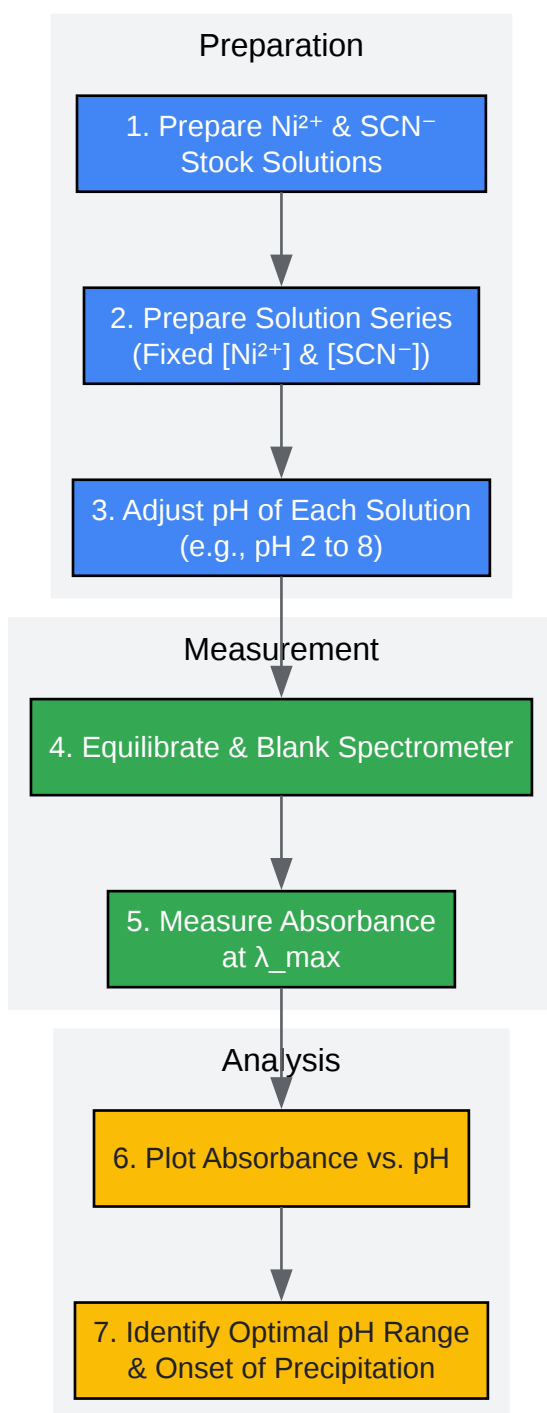 Preparation
1. Prepare Ni²⁺ & SCN⁻
Stock Solutions
2. Prepare Solution Series
(Fixed [Ni²⁺] & [SCN⁻])
3. Adjust pH of Each Solution
(e.g., pH 2 to 8)
Measurement
4. Equilibrate & Blank Spectrometer
5. Measure Absorbance
at λ_max
Analysis
6. Plot Absorbance vs. pH
7. Identify Optimal pH Range
& Onset of Precipitation